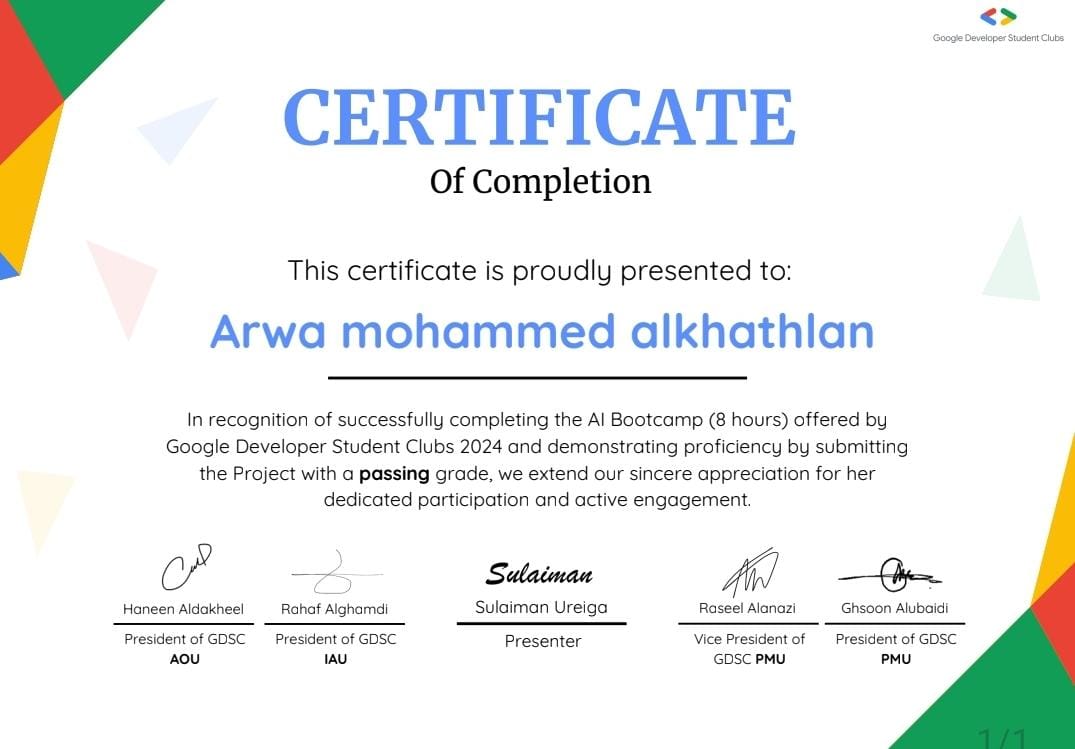 Google Developer Student Clubs
CERTIFICATE
Of Completion
This certificate is proudly presented to:
Arwa mohammed alkhathlan
In recognition of successfully completing the AI Bootcamp (8 hours) offered by
Google Developer Student Clubs 2024 and demonstrating proficiency by submitting
the Project with a passing grade, we extend our sincere appreciation for her
dedicated participation and active engagement.
Sulaiman
Haneen Aldakheel
President of GDSC
AOU
Rahaf Alghamdi
President of GDSC
IAU
Sulaiman Ureiga
Presenter
Raseel Alanazi
Vice President of
GDSC PMU
Ghsoon Alubaidi
President of GDSC
PMU
1/1